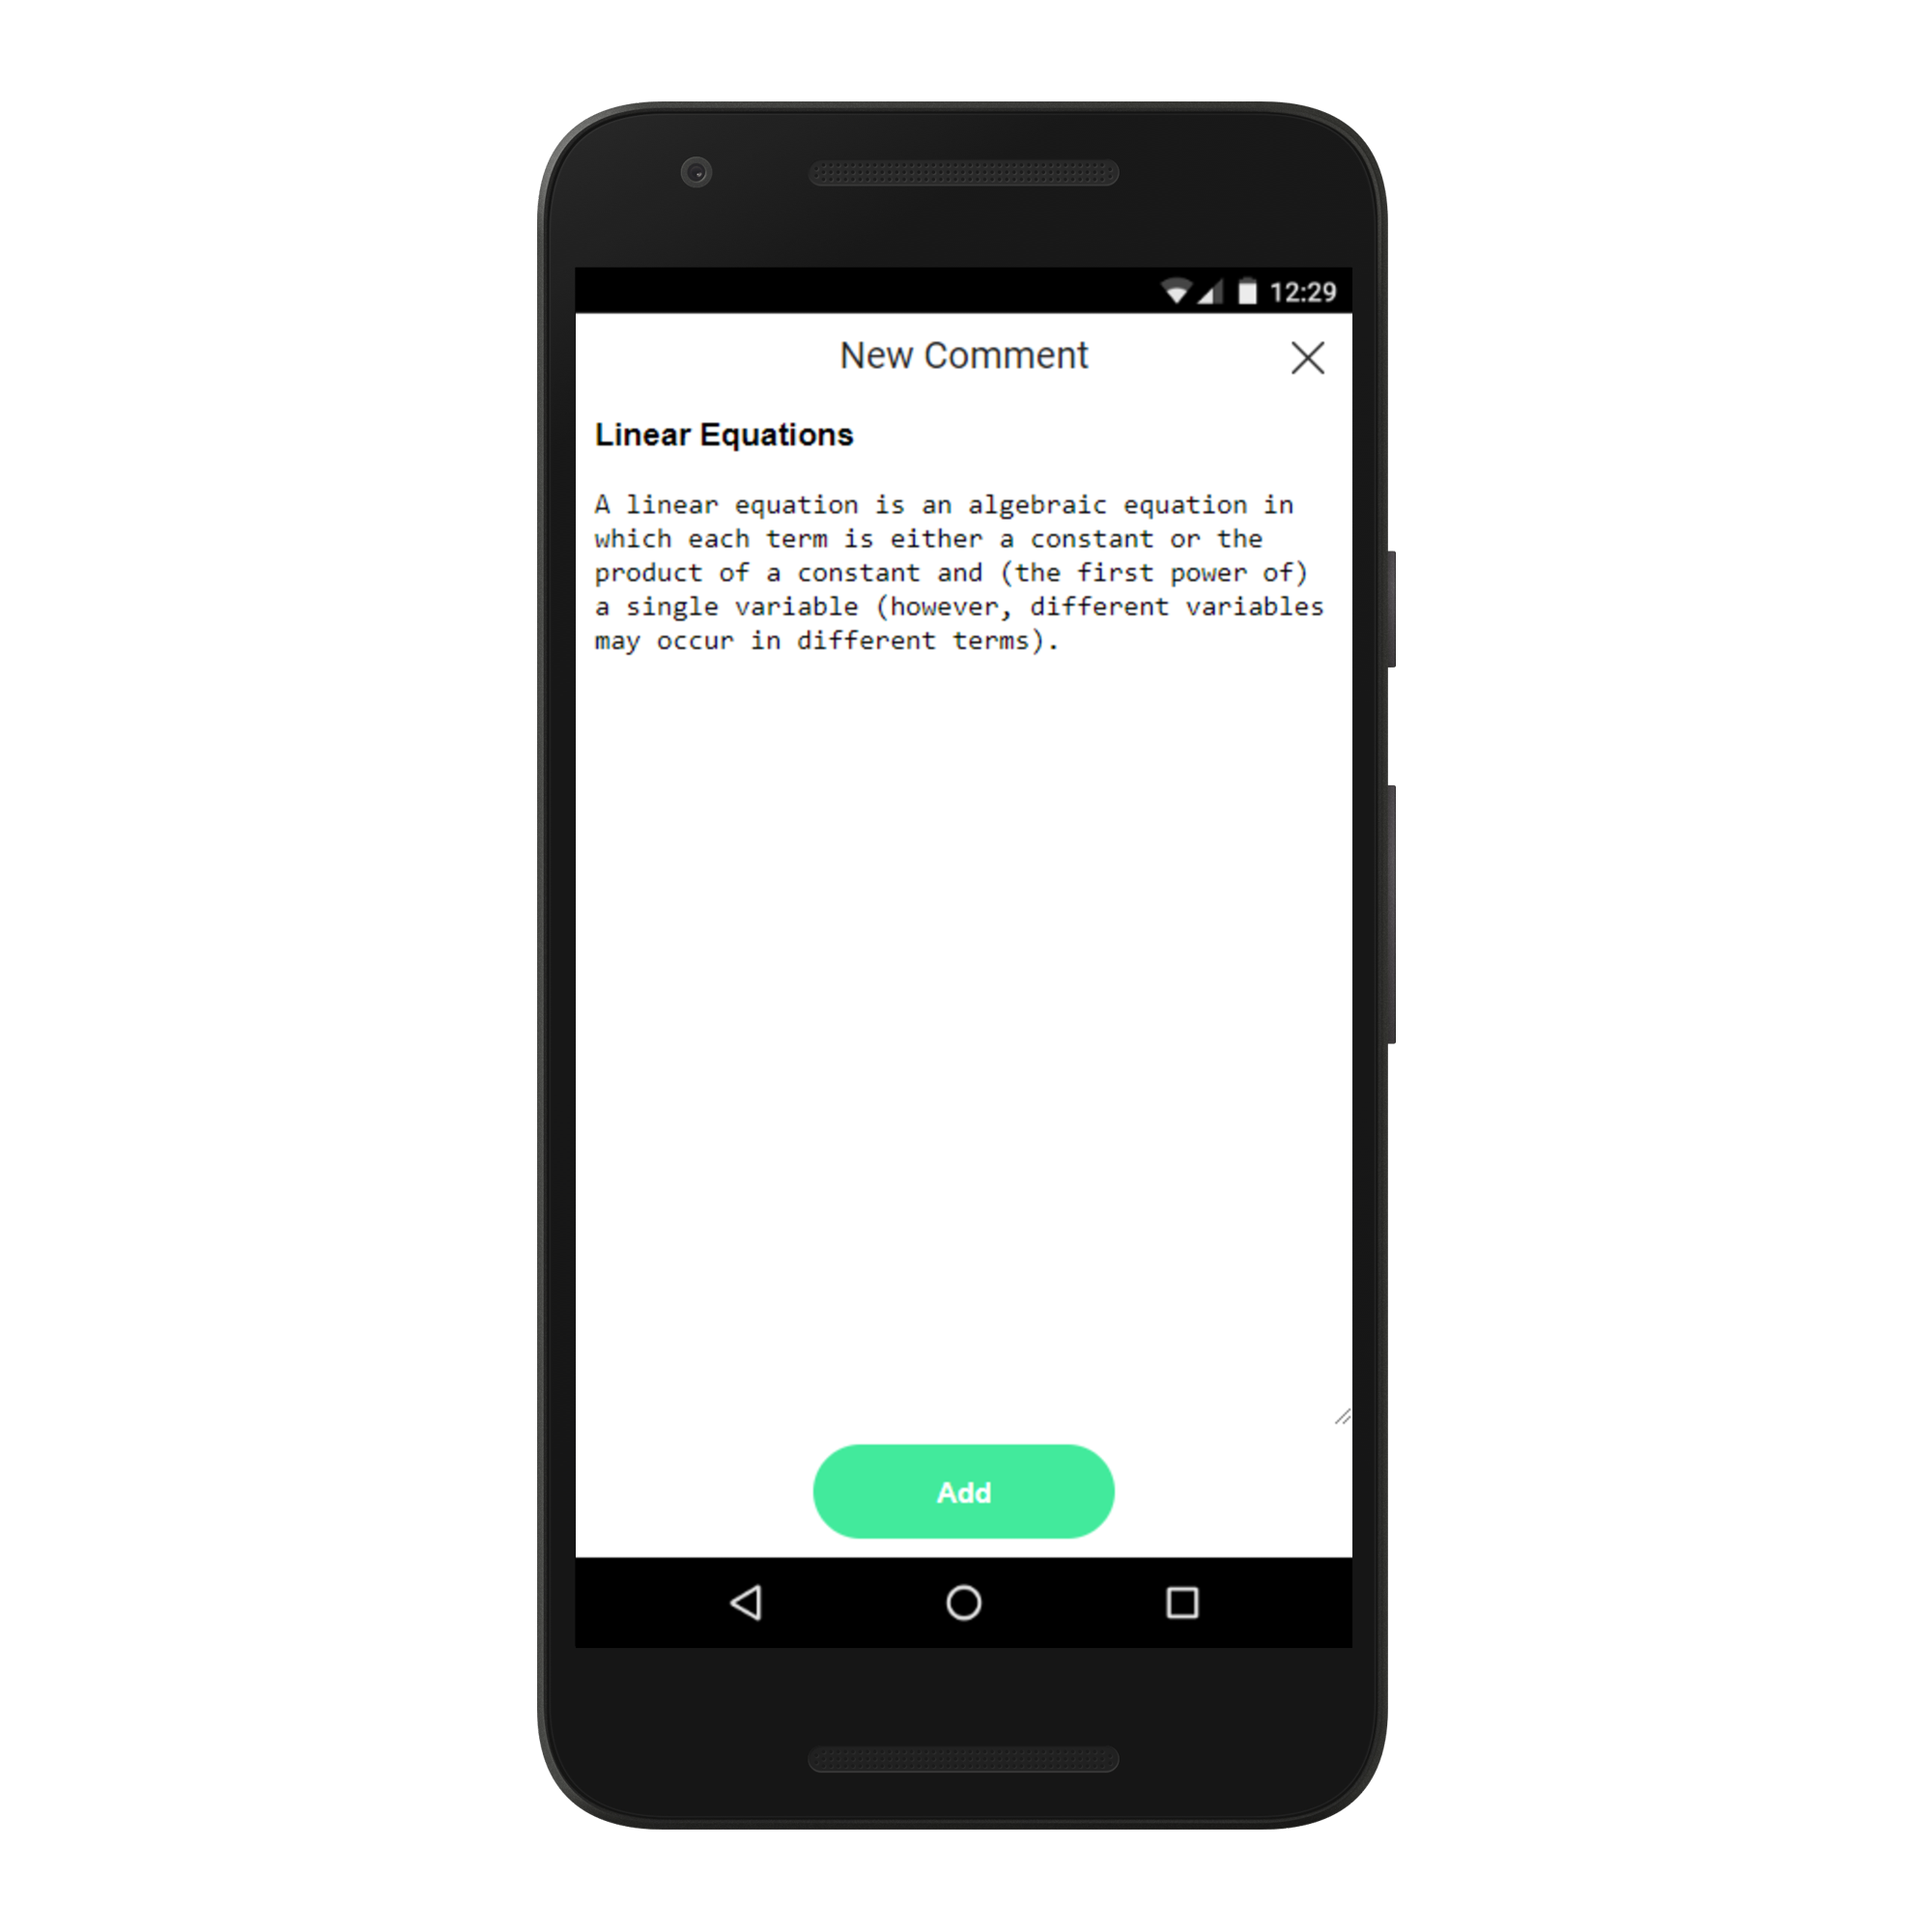 12:29
New Comment
Linear Equations
A linear equation is an algebraic equation in
which each term is either a constant or the
product of a constant and (the first power of)
a single variable (however, different variables
may occur in different terms).
Add